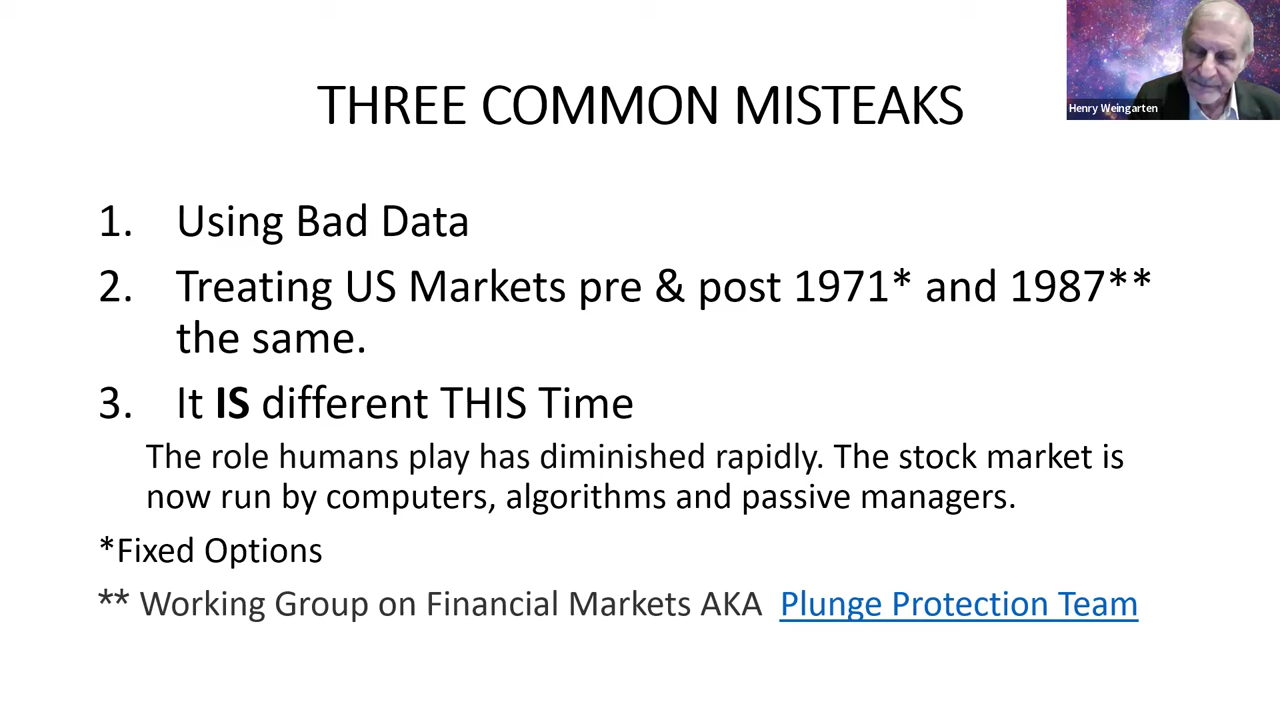 THREE COMMON MISTEAKS
Henry Weingarten
1. Using Bad Data
2. Treating US Markets pre & post 1971* and 1987**
the same.
3. It IS different THIS Time
The role humans play has diminished rapidly. The stock market is
now run by computers, algorithms and passive managers.
*Fixed Options
** Working Group on Financial Markets AKA Plunge Protection Team